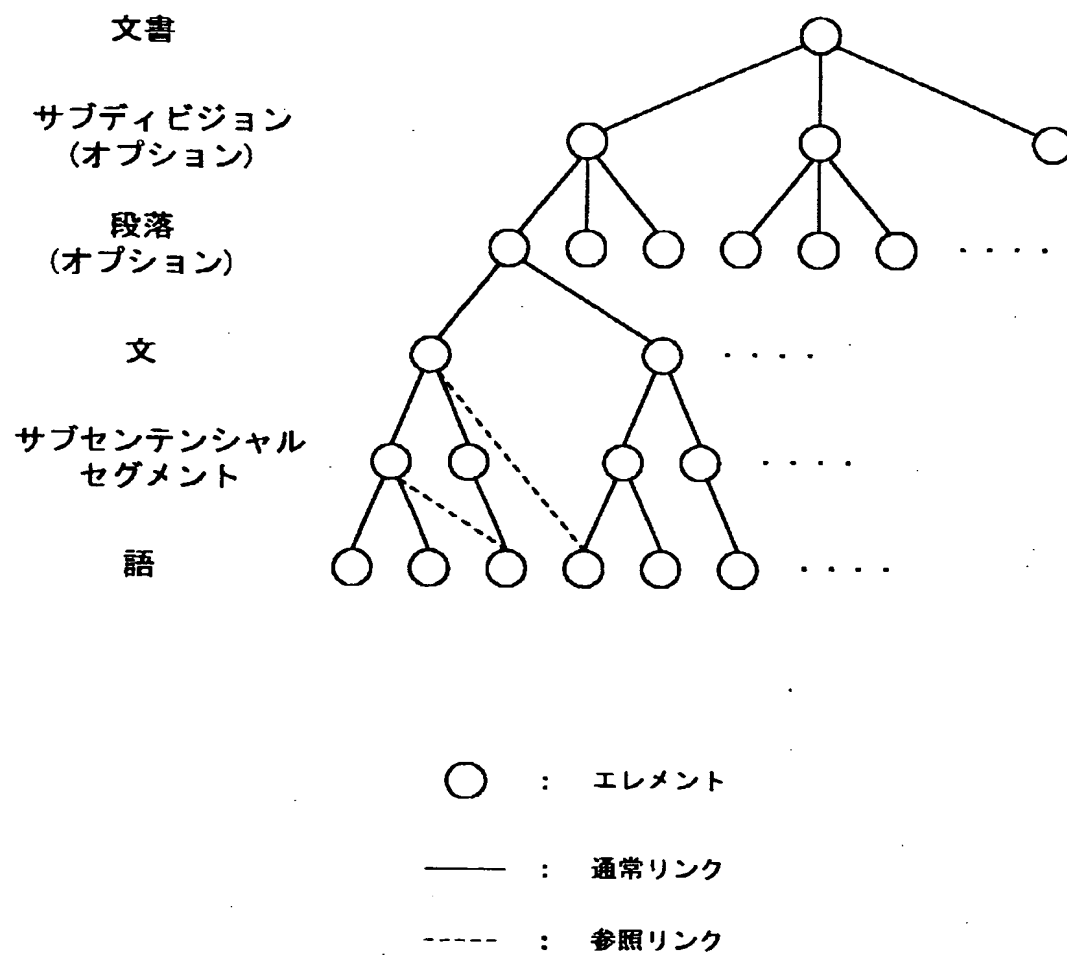 文書
サブディビジョン
(オプション)
段落
(オプション)
・・・・
文
・・・・
サブセンテンシャル
セグメント
・・・・
語
・・・・
： エレメント
： 通常リンク
： 参照リンク